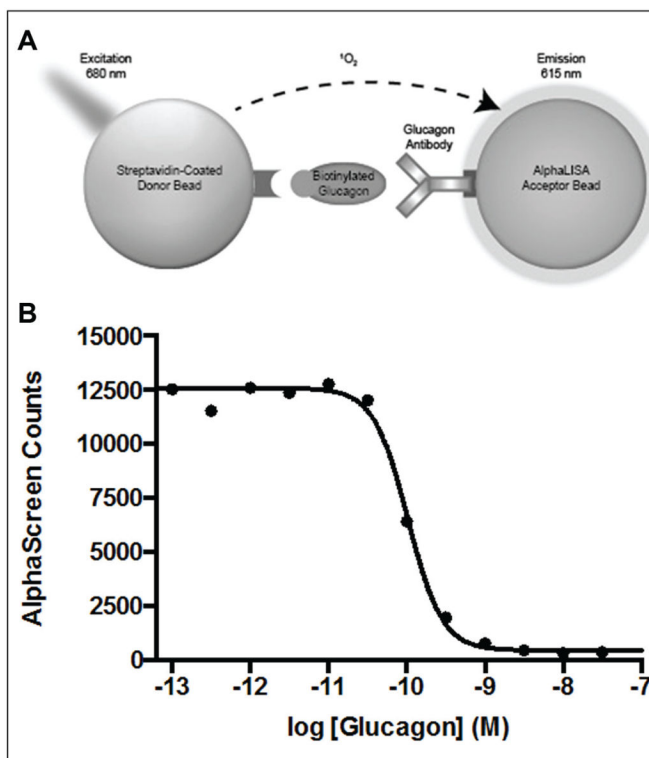 A
Excitation
680 nm
¹O₂
Emission
615 nm
Glucagon
Antibody
Streptavidin-Coated
Donor Bead
Biotinylated
Glucagon
AlphaLISA
Acceptor Bead
B
AlphaScreen Counts
15000
12500
10000
7500
5000
2500
0
-13 -12 -11 -10 -9 -8 -7
log [Glucagon] (M)